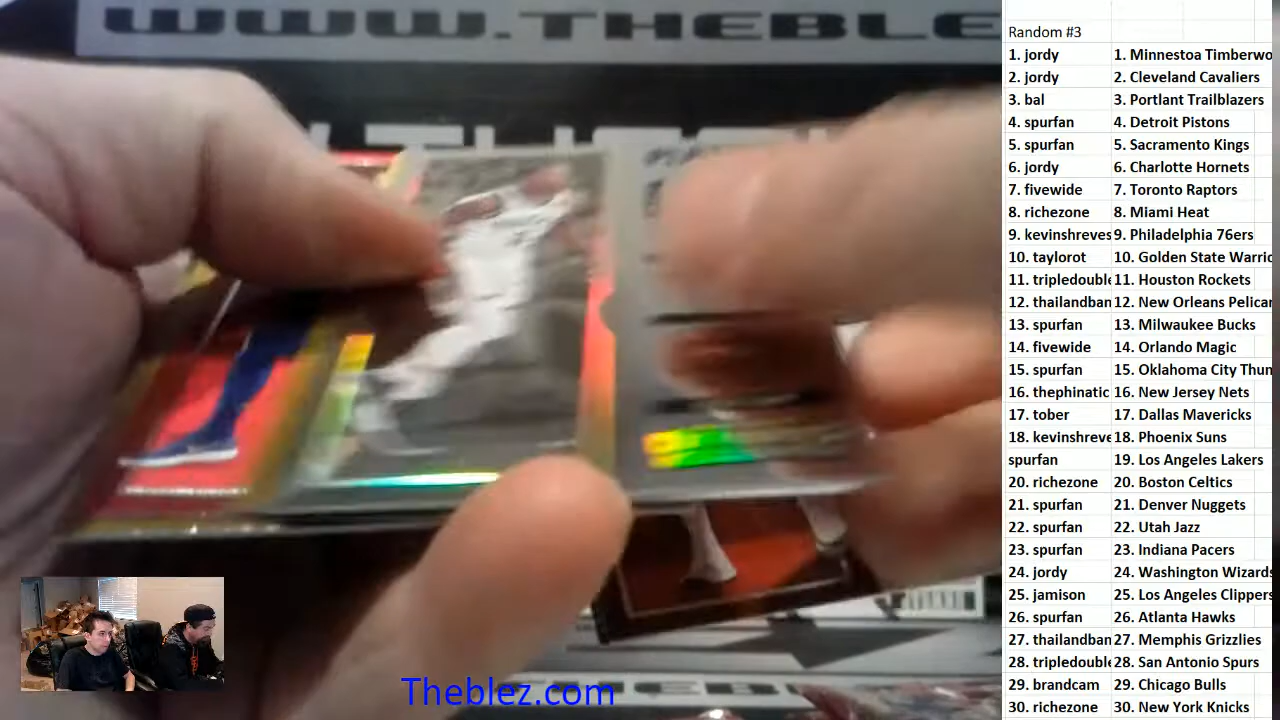 WWW.THEBLE
Random #3
1. jordy 1. Minnestoa Timberwo
2. jordy 2. Cleveland Cavaliers
3. bal 3. Portlant Trailblazers
4. spurfan 4. Detroit Pistons
5. spurfan 5. Sacramento Kings
6. jordy 6. Charlotte Hornets
7. fivewide 7. Toronto Raptors
8. richezone 8. Miami Heat
9. kevinshreves 9. Philadelphia 76ers
10. taylorot 10. Golden State Warric
11. tripledouble 11. Houston Rockets
12. thailandban 12. New Orleans Pelicar
13. spurfan 13. Milwaukee Bucks
14. fivewide 14. Orlando Magic
15. spurfan 15. Oklahoma City Thun
16. thephinatic 16. New Jersey Nets
17. tober 17. Dallas Mavericks
18. kevinshreve 18. Phoenix Suns
spurfan 19. Los Angeles Lakers
20. richezone 20. Boston Celtics
21. spurfan 21. Denver Nuggets
22. spurfan 22. Utah Jazz
23. spurfan 23. Indiana Pacers
24. jordy 24. Washington Wizards
25. jamison 25. Los Angeles Clippers
26. spurfan 26. Atlanta Hawks
27. thailandban 27. Memphis Grizzlies
28. tripledouble 28. San Antonio Spurs
29. brandcam 29. Chicago Bulls
30. richezone 30. New York Knicks
Theblez.com